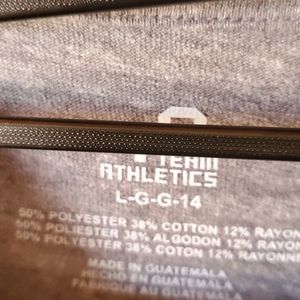 TEAM
ATHLETICS
L-G-G-14
50% POLYESTER 38% COTTON 12% RAYONNE
50% POLIESTER 38% ALGODON 12% RAYON
50% POLYESTER 38% COTON 12% RAYONNE
MADE IN GUATEMALA
HECHO EN GUATEMALA
FABRIQUE AU GUATEMALA